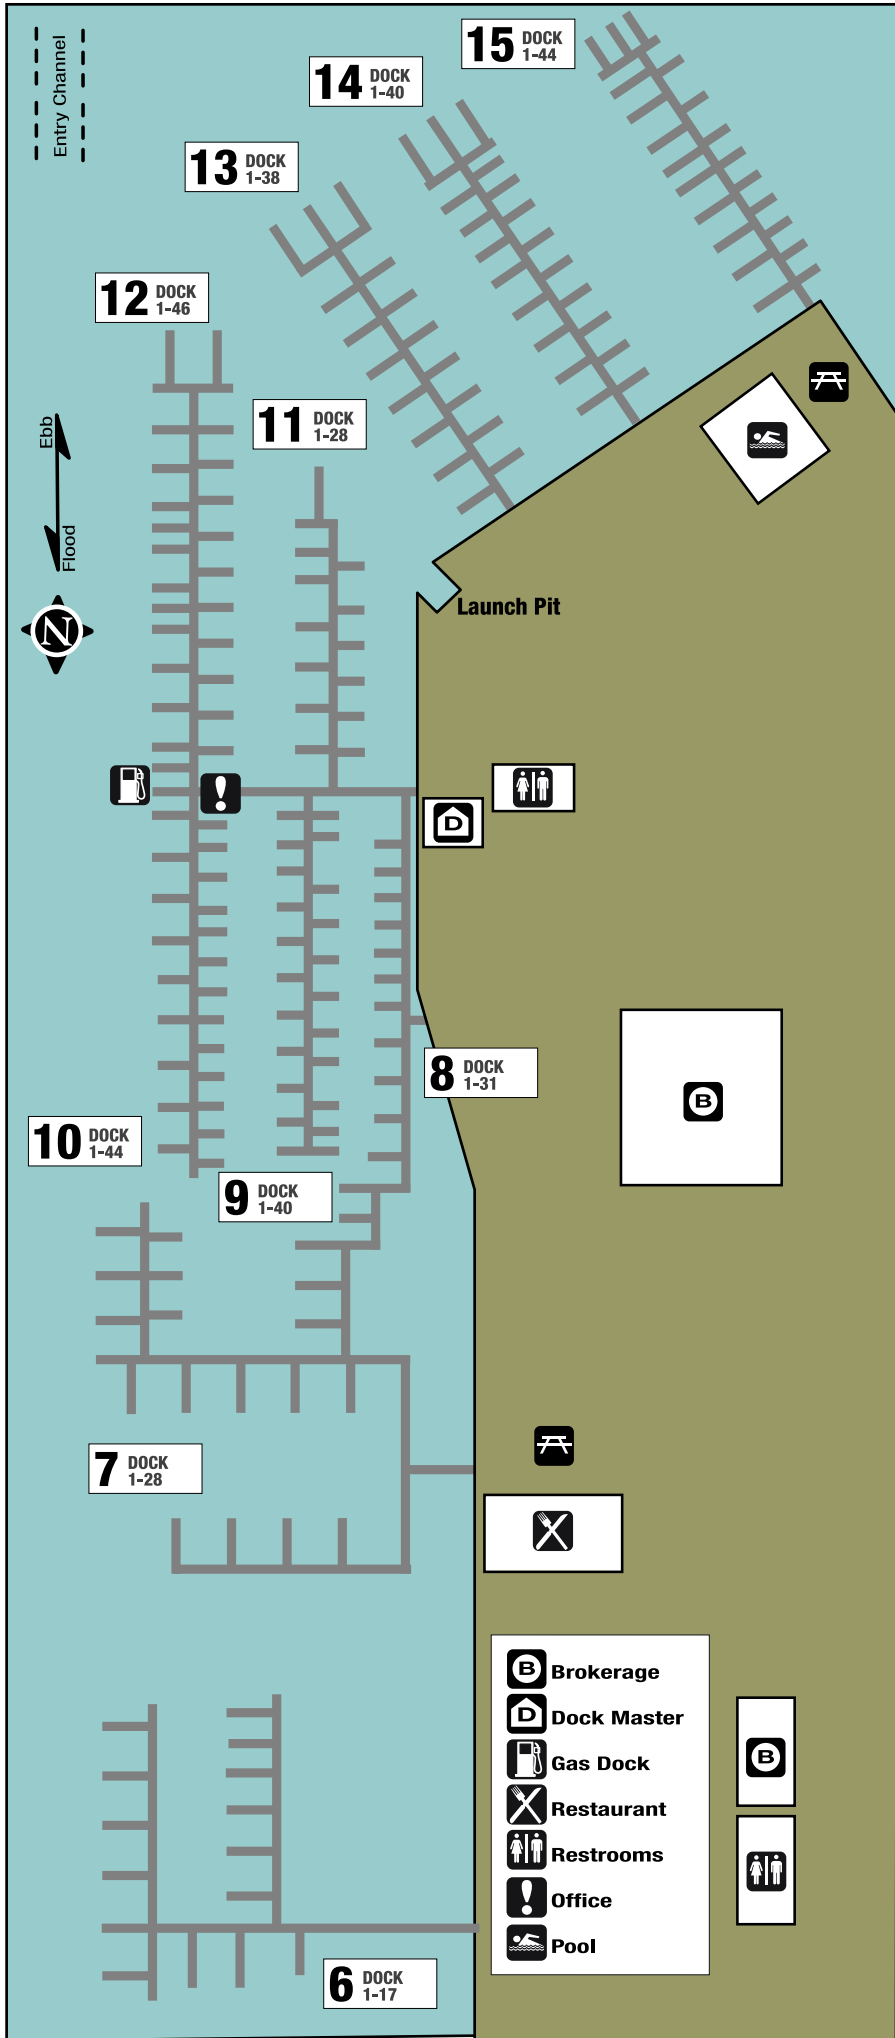 Entry Channel
15 DOCK
1-44
14 DOCK
1-40
13 DOCK
1-38
12 DOCK
1-46
11 DOCK
1-28
Ebb
Flood
N
Launch Pit
D
8 DOCK
1-31
B
10 DOCK
1-44
9 DOCK
1-40
7 DOCK
1-28
B Brokerage
D Dock Master
Gas Dock
Restaurant
Restrooms
Office
Pool
B
6 DOCK
1-17